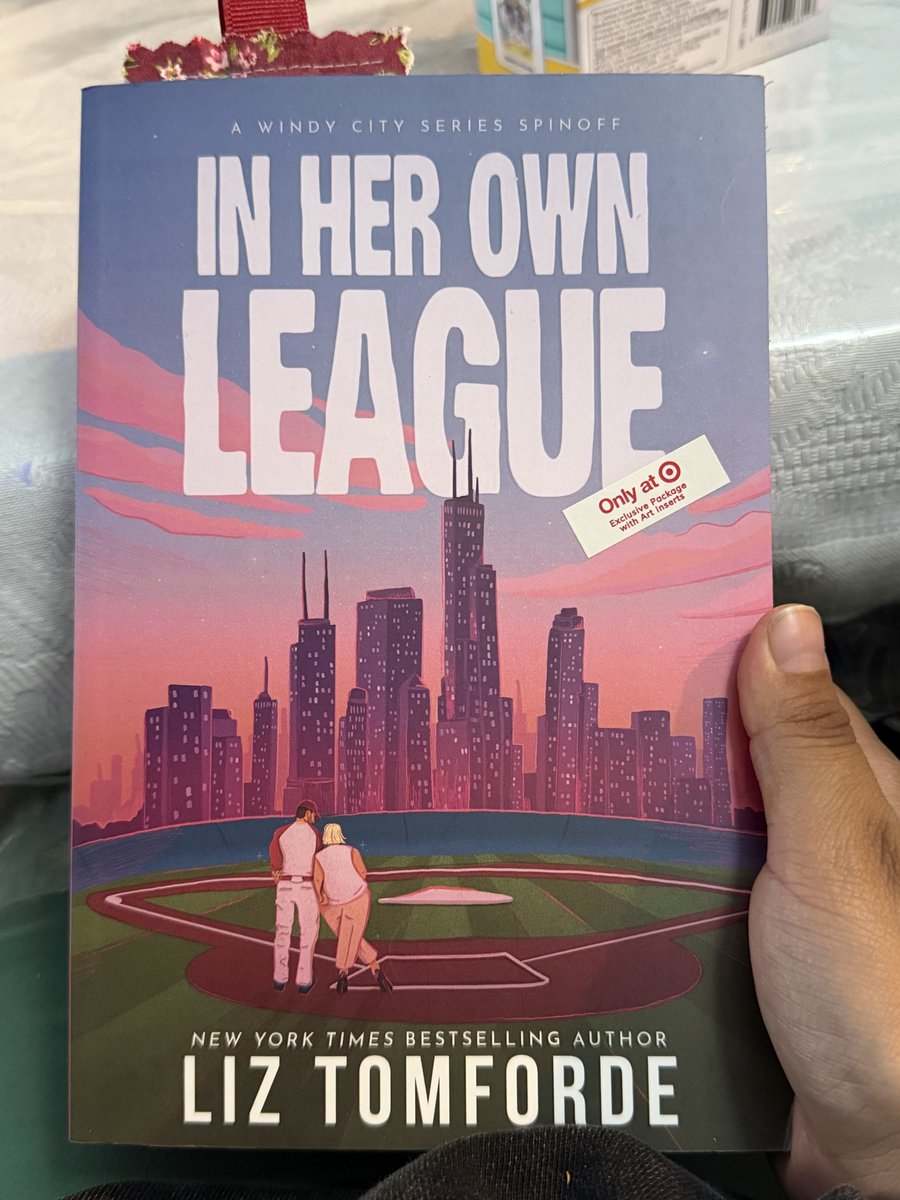 A WINDY CITY SERIES SPINOFF
IN HER OWN
LEAGUE
Only at
Exclusive Package
with Art Inserts
NEW YORK TIMES BESTSELLING AUTHOR
LIZ TOMFORDE